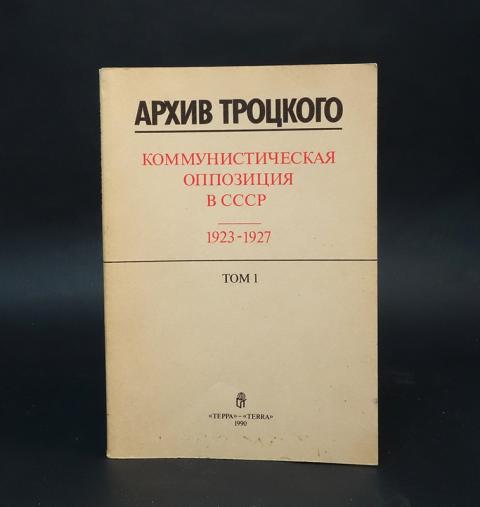 АРХИВ ТРОЦКОГО
КОММУНИСТИЧЕСКАЯ
ОППОЗИЦИЯ
В СССР
1923-1927
ТОМ 1
«ТЕРРА» – «TERRA»
1990